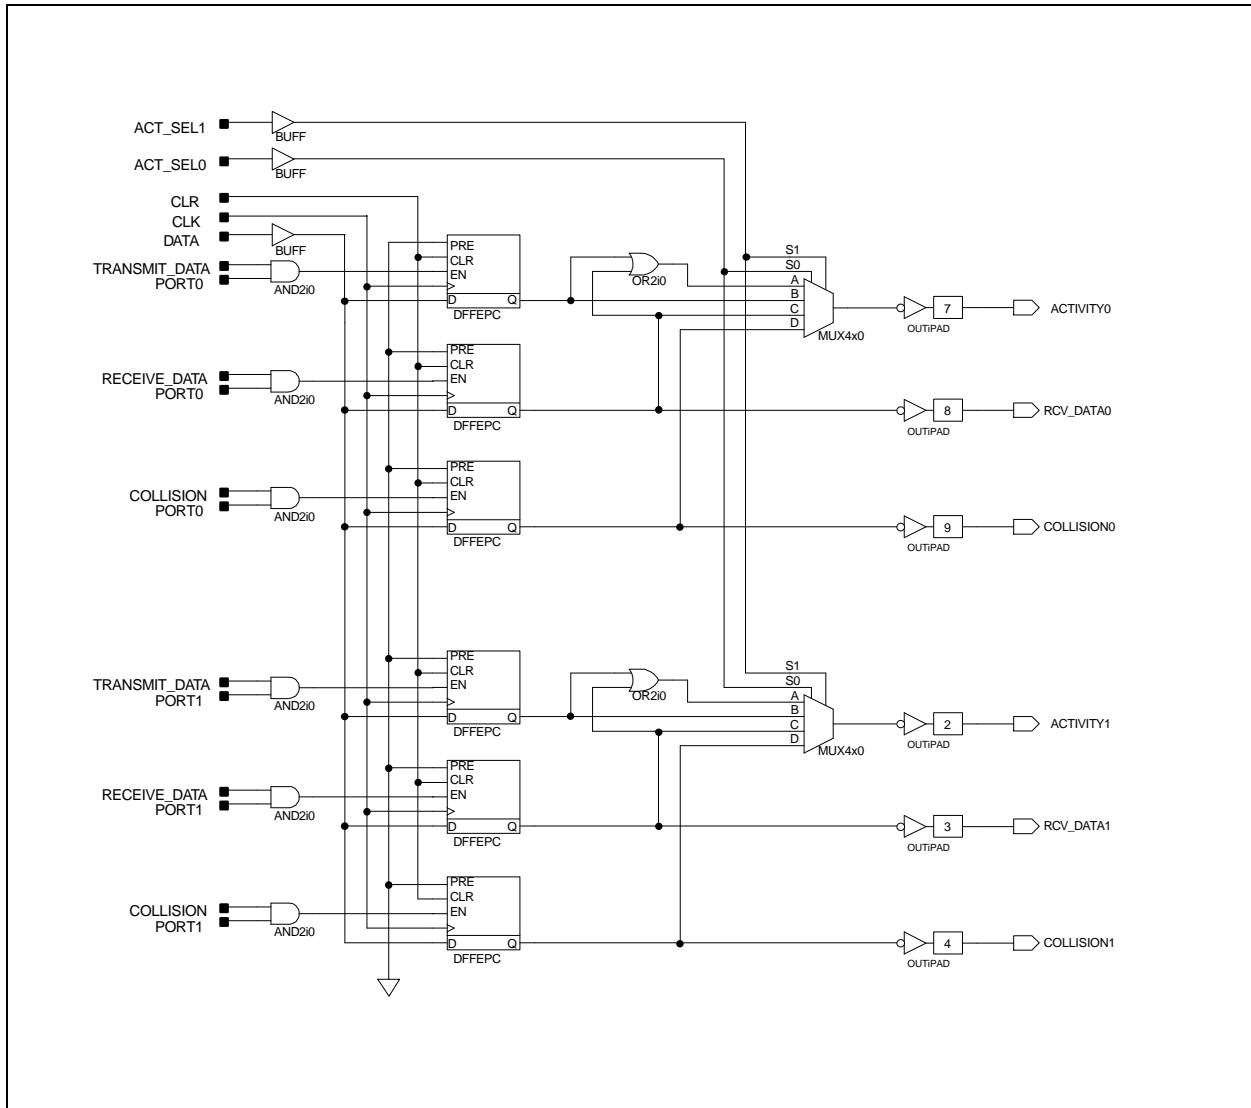 ACT_SEL1
BUFF
ACT_SEL0
BUFF
CLR
CLK
DATA
BUFF
TRANSMIT_DATA
PORT0
AND2i0
PRE
CLR
EN
D Q
DFFEPC
OR2i0
S1
S0
A
B
C
D
MUX4x0
7
OUTiPAD
ACTIVITY0
RECEIVE_DATA
PORT0
AND2i0
PRE
CLR
EN
D Q
DFFEPC
8
OUTiPAD
RCV_DATA0
COLLISION
PORT0
AND2i0
PRE
CLR
EN
D Q
DFFEPC
9
OUTiPAD
COLLISION0
TRANSMIT_DATA
PORT1
AND2i0
PRE
CLR
EN
D Q
DFFEPC
OR2i0
S1
S0
A
B
C
D
MUX4x0
2
OUTiPAD
ACTIVITY1
RECEIVE_DATA
PORT1
AND2i0
PRE
CLR
EN
D Q
DFFEPC
3
OUTiPAD
RCV_DATA1
COLLISION
PORT1
AND2i0
PRE
CLR
EN
D Q
DFFEPC
4
OUTiPAD
COLLISION1